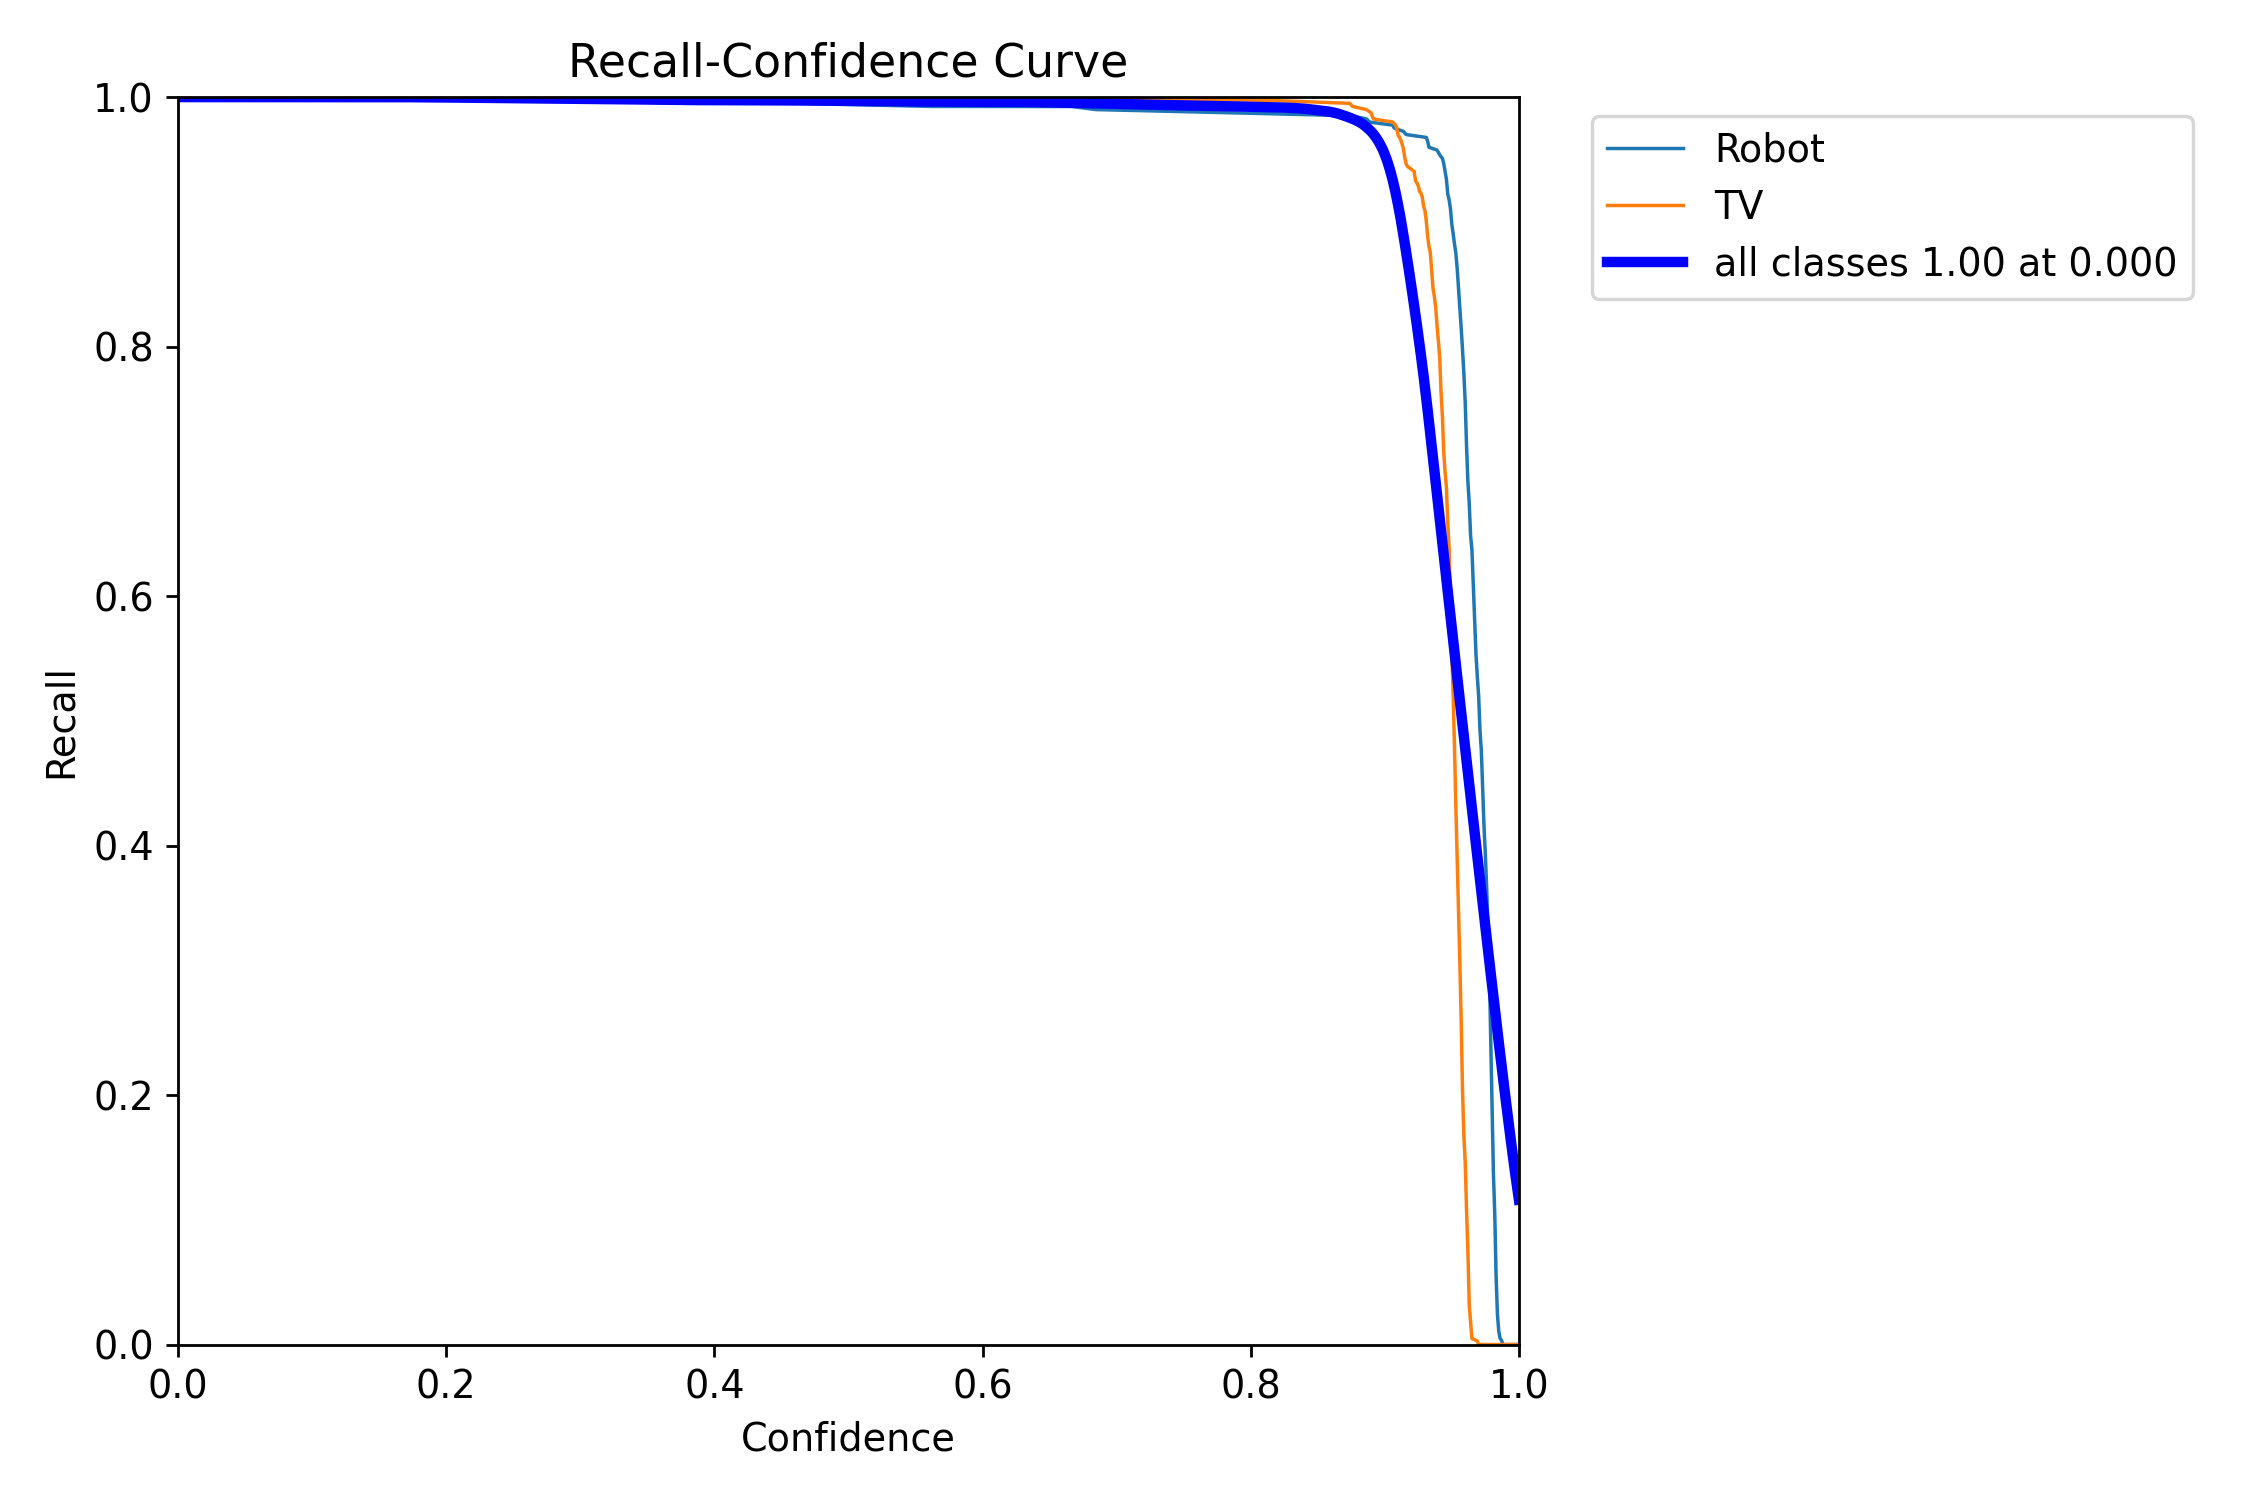 Recall-Confidence Curve
1.0
0.8
0.6
0.4
0.2
0.0
Recall
0.0 0.2 0.4 0.6 0.8 1.0
Confidence
Robot
TV
all classes 1.00 at 0.000